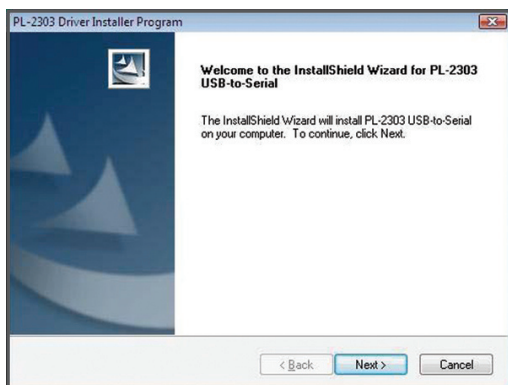 PL-2303 Driver Installer Program
Welcome to the InstallShield Wizard for PL-2303
USB-to-Serial
The InstallShield Wizard will install PL-2303 USB-to-Serial
on your computer. To continue, click Next.
< Back
Next >
Cancel